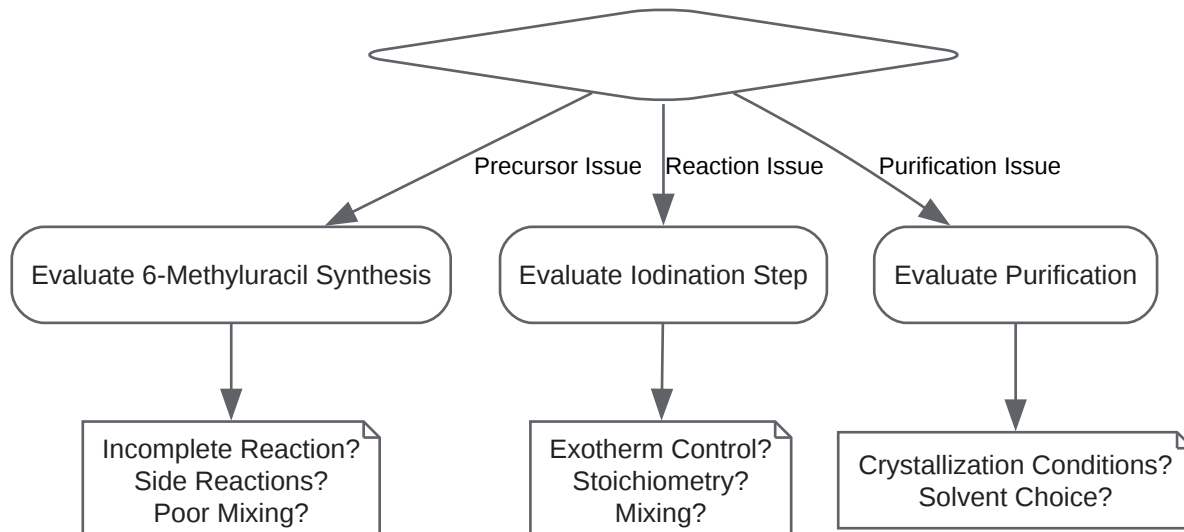 Precursor Issue
Reaction Issue
Purification Issue
Evaluate 6-Methyluracil Synthesis
Evaluate Iodination Step
Evaluate Purification
Incomplete Reaction?
Side Reactions?
Poor Mixing?
Exotherm Control?
Stoichiometry?
Mixing?
Crystallization Conditions?
Solvent Choice?